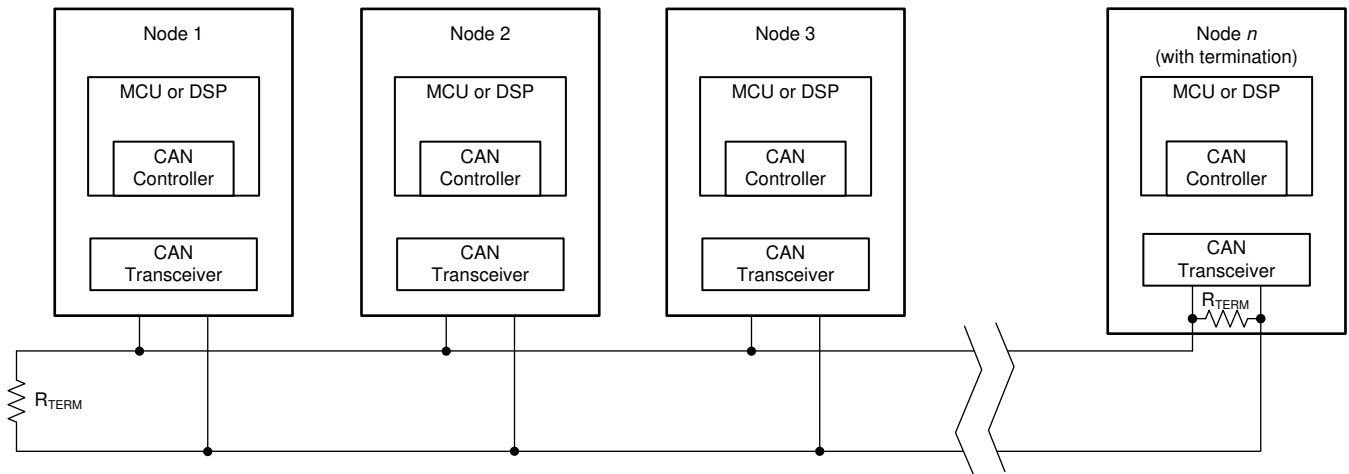 Node 1
MCU or DSP
CAN
Controller
CAN
Transceiver
Node 2
MCU or DSP
CAN
Controller
CAN
Transceiver
Node 3
MCU or DSP
CAN
Controller
CAN
Transceiver
Node n
(with termination)
MCU or DSP
CAN
Controller
CAN
Transceiver
RTERM
RTERM